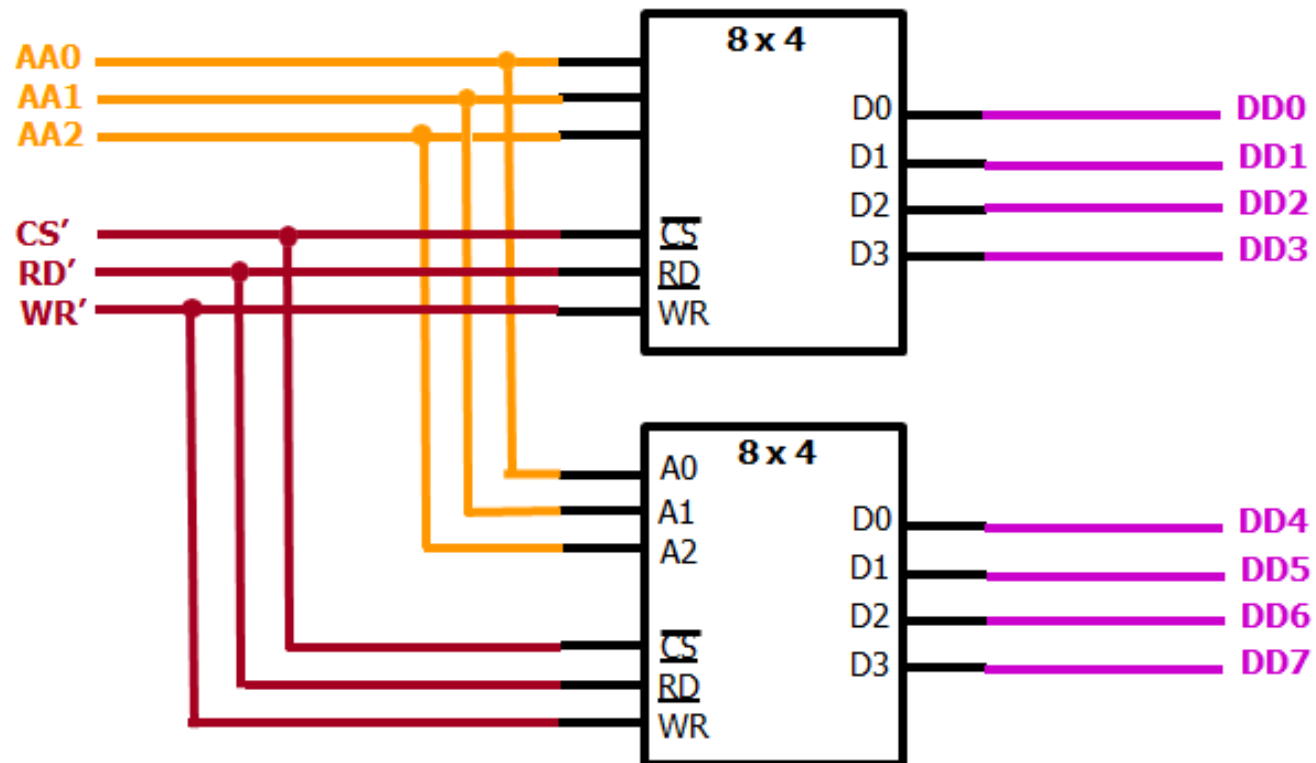 8 x 4
AA0
AA1
AA2
CS’
RD’
WR’
CS
RD
WR
D0
D1
D2
D3
DD0
DD1
DD2
DD3
8 x 4
A0
A1
A2
CS
RD
WR
D0
D1
D2
D3
DD4
DD5
DD6
DD7